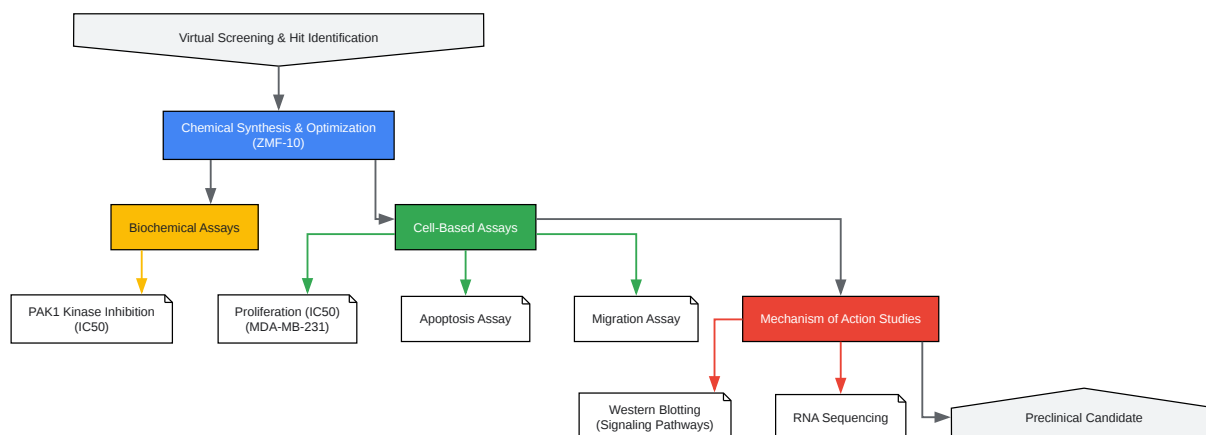 Virtual Screening & Hit Identification
Chemical Synthesis & Optimization
(ZMF-10)
Biochemical Assays
Cell-Based Assays
PAK1 Kinase Inhibition
(IC50)
Proliferation (IC50)
(MDA-MB-231)
Apoptosis Assay
Migration Assay
Mechanism of Action Studies
Western Blotting
(Signaling Pathways)
RNA Sequencing
Preclinical Candidate